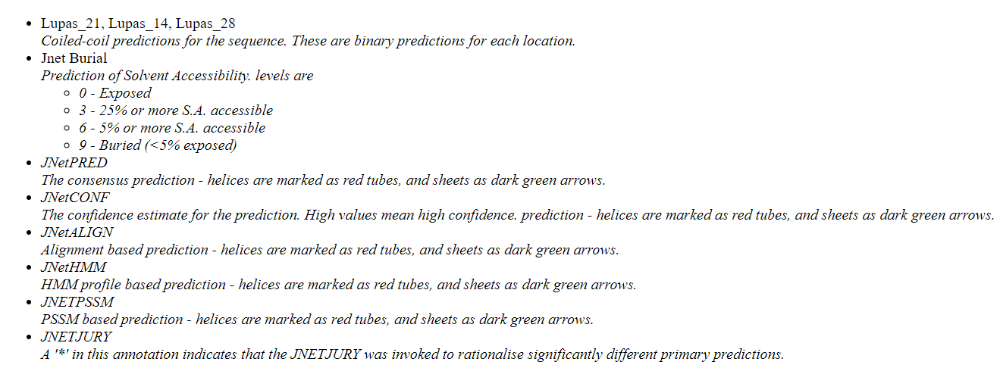 Lupas_21, Lupas_14, Lupas_28
Coiled-coil predictions for the sequence. These are binary predictions for each location.
Jnet Burial
Prediction of Solvent Accessibility. levels are
0 - Exposed
3 - 25% or more S.A. accessible
6 - 5% or more S.A. accessible
9 - Buried (<5% exposed)
JNetPRED
The consensus prediction - helices are marked as red tubes, and sheets as dark green arrows.
JNetCONF
The confidence estimate for the prediction. High values mean high confidence. prediction - helices are marked as red tubes, and sheets as dark green arrows.
JNetALIGN
Alignment based prediction - helices are marked as red tubes, and sheets as dark green arrows.
JNetHMM
HMM profile based prediction - helices are marked as red tubes, and sheets as dark green arrows.
JNETPSSM
PSSM based prediction - helices are marked as red tubes, and sheets as dark green arrows.
JNETJURY
A '*' in this annotation indicates that the JNETJURY was invoked to rationalise significantly different primary predictions.